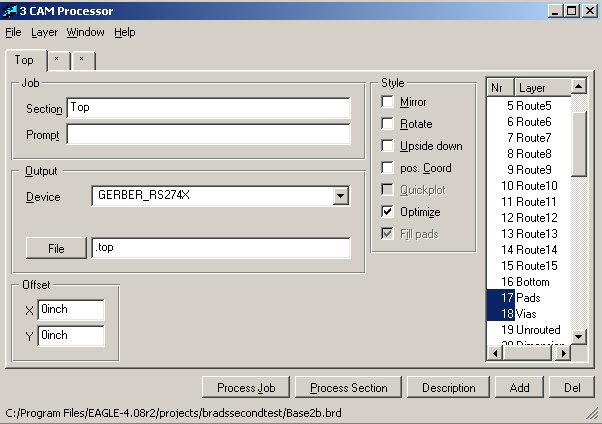 3 CAM Processor
File Layer Window Help
Top * *
Job
Section Top
Prompt
Output
Device GERBER_RS274X
File .top
Offset
X 0inch
Y 0inch
Style
Mirror
Rotate
Upside down
pos. Coord
Quickplot
Optimize
Fill pads
Nr Layer
5 Route5
6 Route6
7 Route7
8 Route8
9 Route9
10 Route10
11 Route11
12 Route12
13 Route13
14 Route14
15 Route15
16 Bottom
17 Pads
18 Vias
19 Unrouted
20 Dimension
Process Job Process Section Description Add Del
C:/Program Files/EAGLE-4.08r2/projects/bradssecondtest/Base2b.brd